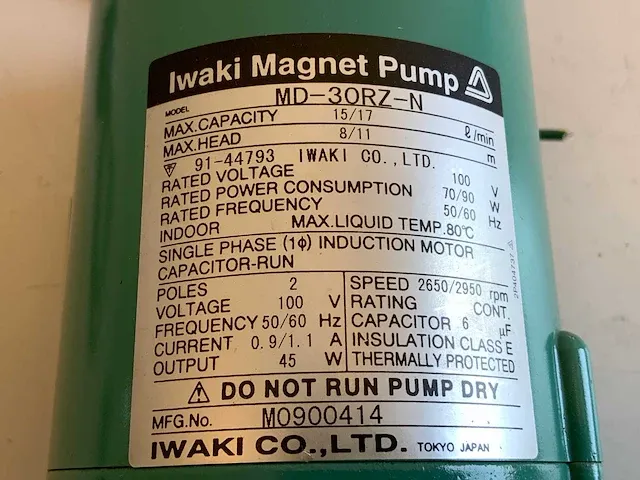 Iwaki Magnet Pump
MODEL MD-30RZ-N
MAX.CAPACITY 15/17 ℓ/min
MAX.HEAD 8/11 m
91-44793 IWAKI CO.,LTD.
RATED VOLTAGE 100 V
RATED POWER CONSUMPTION 70/90 W
RATED FREQUENCY 50/60 Hz
INDOOR MAX.LIQUID TEMP.80℃
SINGLE PHASE (1ϕ) INDUCTION MOTOR
CAPACITOR-RUN
POLES 2 SPEED 2650/2950 rpm
VOLTAGE 100 V RATING CONT.
FREQUENCY 50/60 Hz CAPACITOR 6 μF
CURRENT 0.9/1.1 A INSULATION CLASS E
OUTPUT 45 W THERMALLY PROTECTED
DO NOT RUN PUMP DRY
MFG.No. M0900414
IWAKI CO.,LTD. TOKYO JAPAN
2P404737